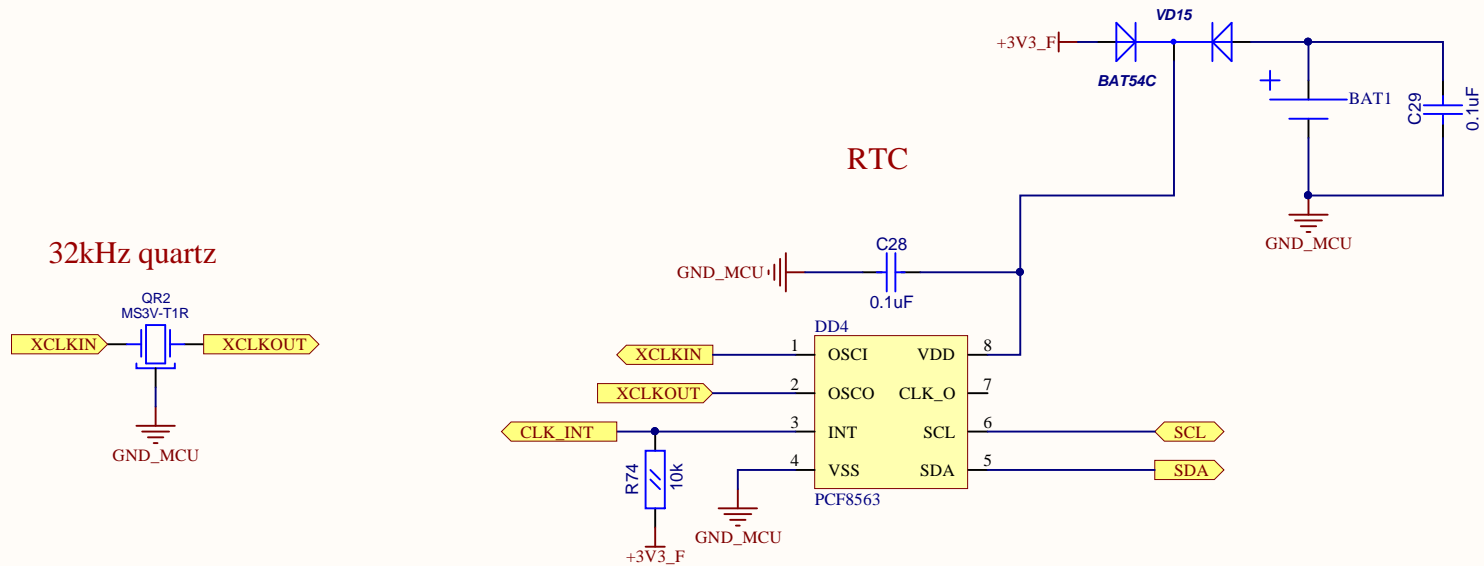 VD15
+3V3_F
BAT54C
BAT1
C29
0.1uF
GND_MCU
RTC
32kHz quartz
QR2
MS3V-T1R
XCLKIN
XCLKOUT
GND_MCU
C28
GND_MCU
0.1uF
DD4
XCLKIN 1 OSCI VDD 8
XCLKOUT 2 OSCO CLK_O 7
CLK_INT 3 INT SCL 6 SCL
4 VSS SDA 5 SDA
PCF8563
R74
10k
+3V3_F
GND_MCU